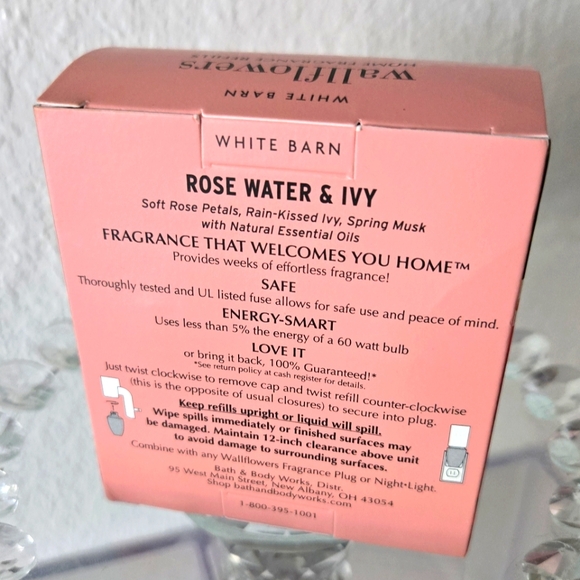 HOME FRAGRANCE REFILLS
wallflowers
WHITE BARN
WHITE BARN
ROSE WATER & IVY
Soft Rose Petals, Rain-Kissed Ivy, Spring Musk
with Natural Essential Oils
FRAGRANCE THAT WELCOMES YOU HOME™
Provides weeks of effortless fragrance!
SAFE
Thoroughly tested and UL listed fuse allows for safe use and peace of mind.
ENERGY-SMART
Uses less than 5% the energy of a 60 watt bulb
LOVE IT
or bring it back, 100% Guaranteed!*
*See return policy at cash register for details.
Just twist clockwise to remove cap and twist refill counter-clockwise
(this is the opposite of usual closures) to secure into plug.
Keep refills upright or liquid will spill.
Wipe spills immediately or finished surfaces may
be damaged. Maintain 12-inch clearance above unit
to avoid damage to surrounding surfaces.
Combine with any Wallflowers Fragrance Plug or Night•Light.
Bath & Body Works, Distr.
95 West Main Street, New Albany, OH 43054
Shop bathandbodyworks.com
1-800-395-1001